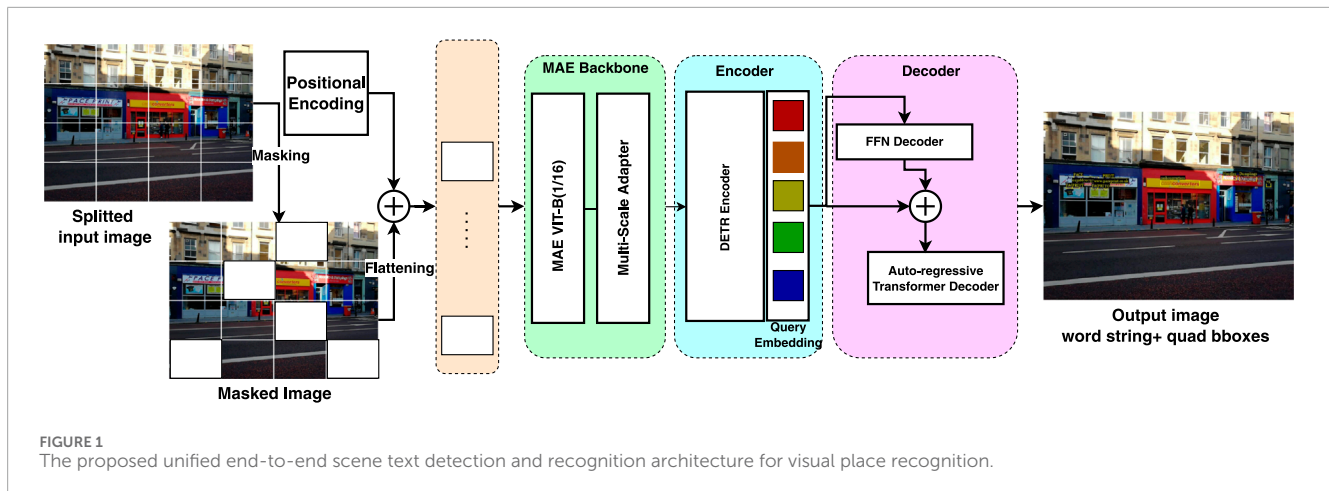 Splitted
input image
Masking
Positional
Encoding
Masked Image
Flattening
MAE Backbone
MAE VIT-B(1/16)
Multi-Scale Adapter
Encoder
DETR Encoder
Query
Embedding
Decoder
FFN Decoder
Auto-regressive
Transformer Decoder
Output image
word string+ quad bboxes
FIGURE 1
The proposed unified end-to-end scene text detection and recognition architecture for visual place recognition.